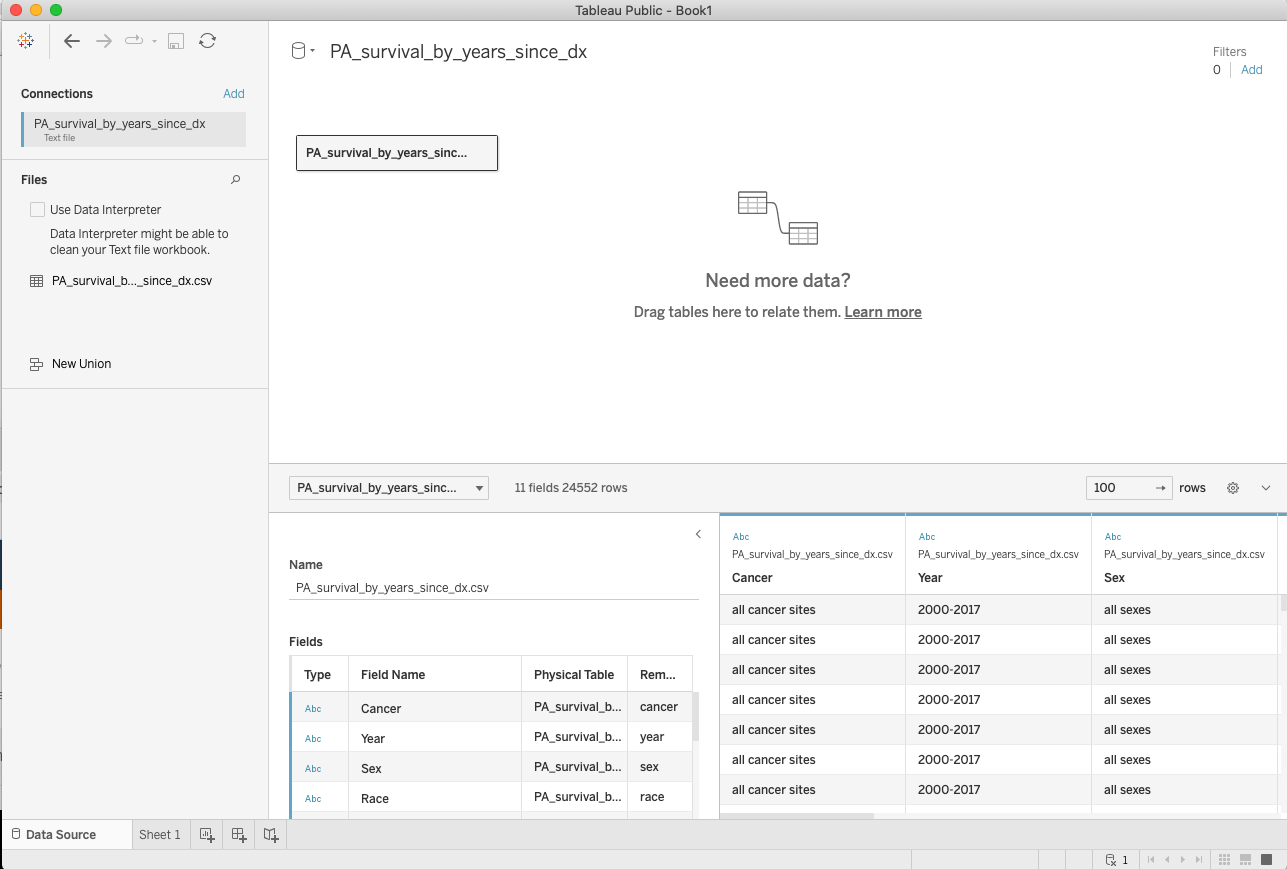 Tableau Public - Book1
PA_survival_by_years_since_dx
Filters
0 Add
Connections Add
PA_survival_by_years_since_dx
Text file
PA_survival_by_years_sinc...
Files
Use Data Interpreter
Data Interpreter might be able to
clean your Text file workbook.
PA_survival_b..._since_dx.csv
New Union
Need more data?
Drag tables here to relate them. Learn more
PA_survival_by_years_sinc... 11 fields 24552 rows 100 rows
Name
PA_survival_by_years_since_dx.csv
Fields
Type Field Name Physical Table Rem...
Abc Cancer PA_survival_b... cancer
Abc Year PA_survival_b... year
Abc Sex PA_survival_b... sex
Abc Race PA_survival_b... race
Abc Abc Abc
PA_survival_by_years_since_dx.csv PA_survival_by_years_since_dx.csv PA_survival_by_years_since_dx.csv
Cancer Year Sex
all cancer sites 2000-2017 all sexes
all cancer sites 2000-2017 all sexes
all cancer sites 2000-2017 all sexes
all cancer sites 2000-2017 all sexes
all cancer sites 2000-2017 all sexes
all cancer sites 2000-2017 all sexes
all cancer sites 2000-2017 all sexes
Data Source Sheet 1
1